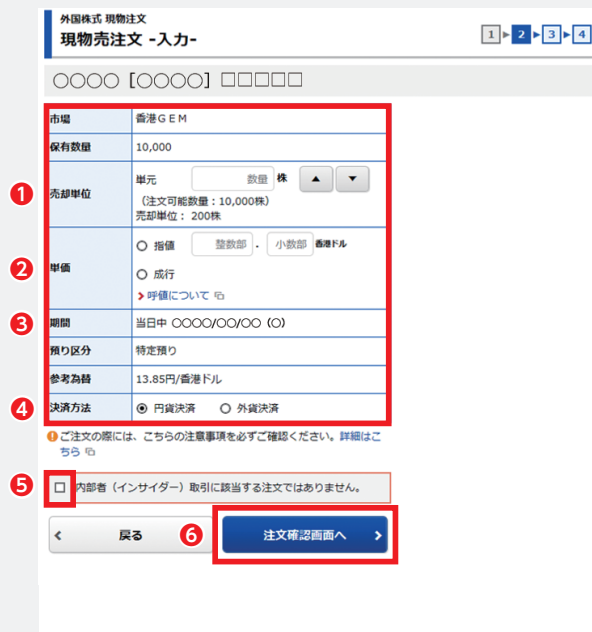 外国株式 現物注文
現物売注文 -入力-
1 2 3 4
○○○○ [○○○○] □□□□□
市場 香港GEM
保有数量 10,000
❶ 売却単位 単元 数量 株 ▲ ▼
(注文可能数量:10,000株)
売却単位: 200株
❷ 単価 指値 整数部 . 小数部 香港ドル
成行
呼値について
❸ 期間 当日中 ○○○○/○○/○○ (○)
預り区分 特定預り
参考為替 13.85円/香港ドル
❹ 決済方法 円貨決済 外貨決済
ご注文の際には、こちらの注意事項を必ずご確認ください。詳細はこ
ちら
❺ 内部者(インサイダー)取引に該当する注文ではありません。
戻る ❻ 注文確認画面へ